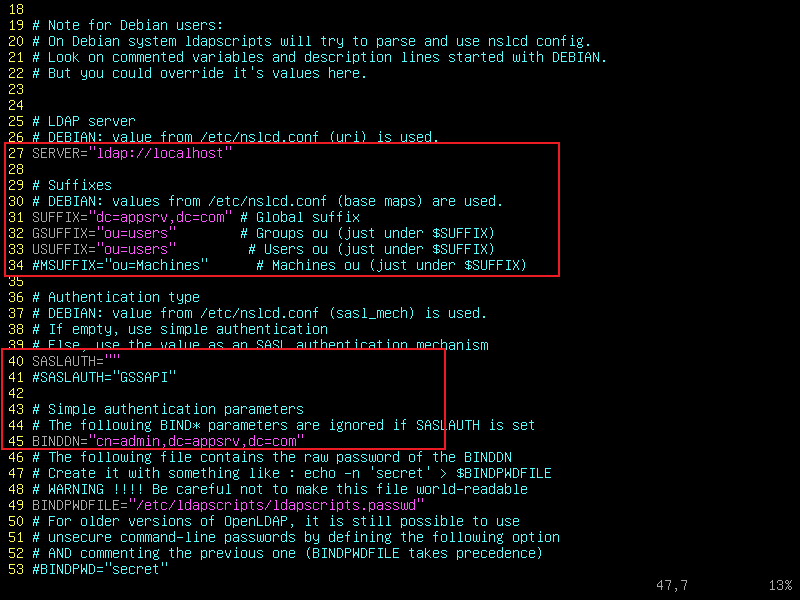 18
19 # Note for Debian users:
20 # On Debian system ldapscripts will try to parse and use nslcd config.
21 # Look on commented variables and description lines started with DEBIAN.
22 # But you could override it's values here.
23
24
25 # LDAP server
26 # DEBIAN: value from /etc/nslcd.conf (uri) is used.
27 SERVER="ldap://localhost"
28
29 # Suffixes
30 # DEBIAN: values from /etc/nslcd.conf (base maps) are used.
31 SUFFIX="dc=appsrv,dc=com" # Global suffix
32 GSUFFIX="ou=users"        # Groups ou (just under $SUFFIX)
33 USUFFIX="ou=users"         # Users ou (just under $SUFFIX)
34 #MSUFFIX="ou=Machines"      # Machines ou (just under $SUFFIX)
35
36 # Authentication type
37 # DEBIAN: value from /etc/nslcd.conf (sasl_mech) is used.
38 # If empty, use simple authentication
39 # Else, use the value as an SASL authentication mechanism
40 SASLAUTH=""
41 #SASLAUTH="GSSAPI"
42
43 # Simple authentication parameters
44 # The following BIND* parameters are ignored if SASLAUTH is set
45 BINDDN="cn=admin,dc=appsrv,dc=com"
46 # The following file contains the raw password of the BINDDN
47 # Create it with something like : echo -n 'secret' > $BINDPWDFILE
48 # WARNING !!!! Be careful not to make this file world-readable
49 BINDPWDFILE="/etc/ldapscripts/ldapscripts.passwd"
50 # For older versions of OpenLDAP, it is still possible to use
51 # unsecure command-line passwords by defining the following option
52 # AND commenting the previous one (BINDPWDFILE takes precedence)
53 #BINDPWD="secret"
47,7 13%